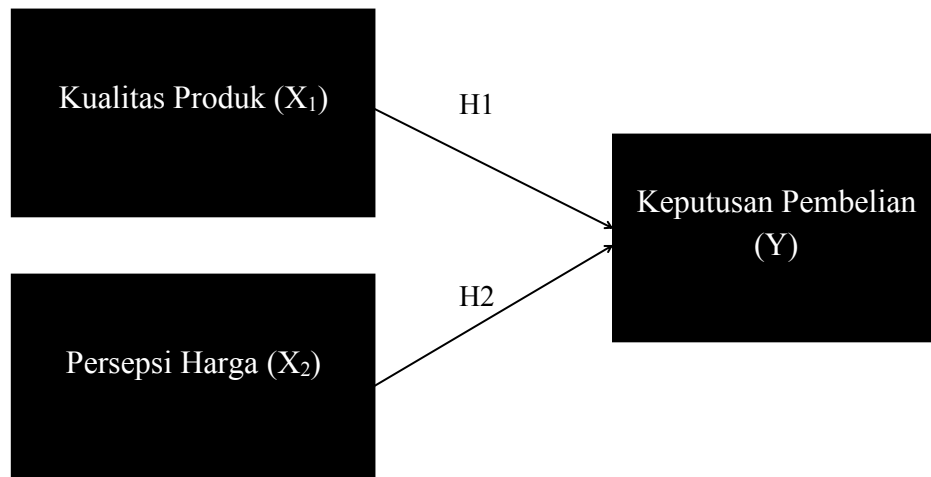 Kualitas Produk (X₁)
H1
Keputusan Pembelian
(Y)
H2
Persepsi Harga (X₂)